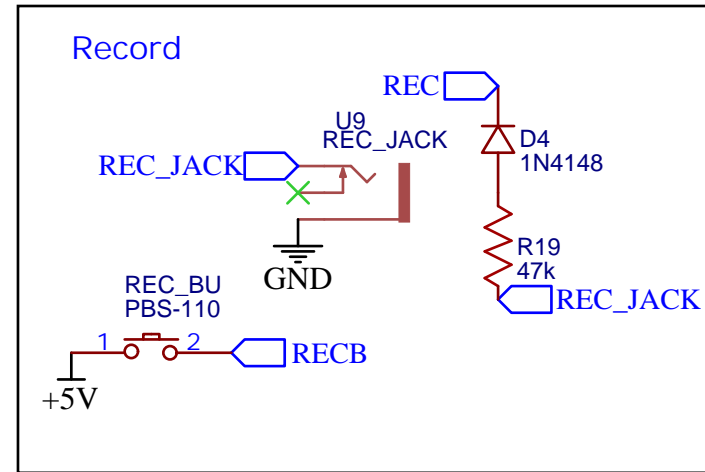 Record
REC
U9
REC_JACK
D4
1N4148
REC_JACK
R19
47k
GND
REC_JACK
REC_BU
PBS-110
1 2
RECB
+5V